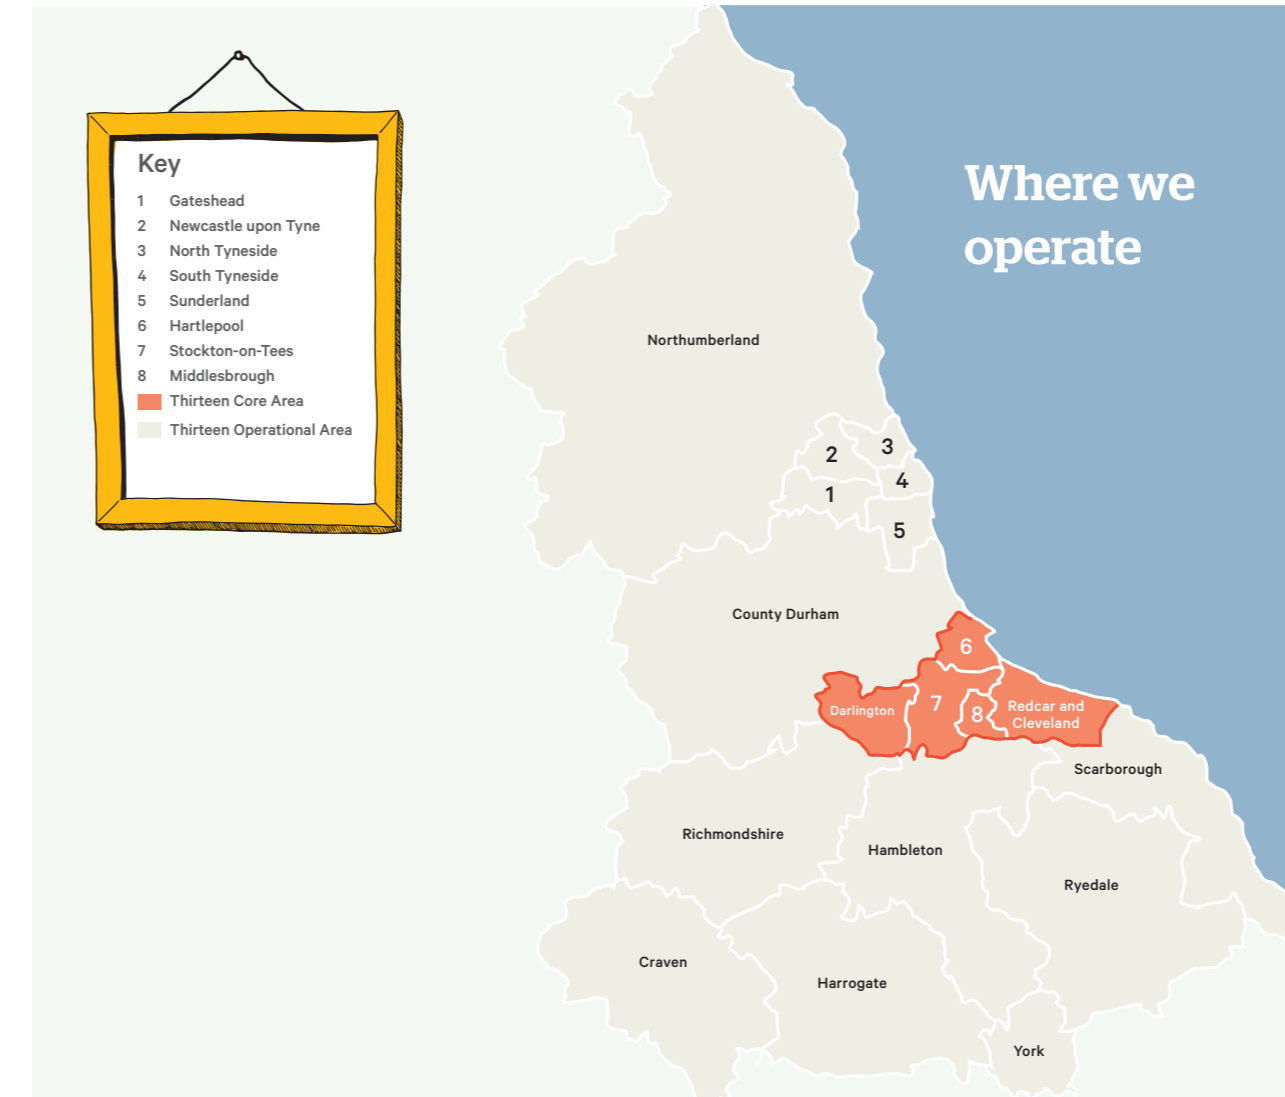 Key
1 Gateshead
2 Newcastle upon Tyne
3 North Tyneside
4 South Tyneside
5 Sunderland
6 Hartlepool
7 Stockton-on-Tees
8 Middlesbrough
Thirteen Core Area
Thirteen Operational Area
Where we
operate
Northumberland
2
3
4
1
5
County Durham
6
Darlington
7
8
Redcar and
Cleveland
Scarborough
Richmondshire
Hambleton
Ryedale
Craven
Harrogate
York